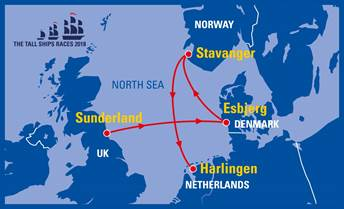 THE TALL SHIPS RACES 2018
NORWAY
Stavanger
NORTH SEA
Esbjerg
DENMARK
Sunderland
UK
Harlingen
NETHERLANDS